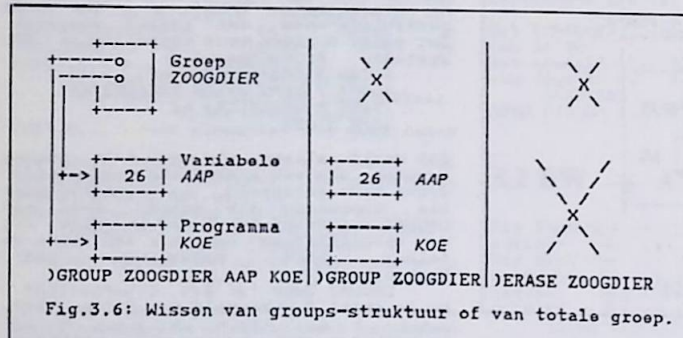 Groep
ZOOGDIER
X
X
Variabele
26 AAP
26 AAP
X
Programma
KOE
KOE
)GROUP ZOOGDIER AAP KOE )GROUP ZOOGDIER )ERASE ZOOGDIER
Fig.3.6: Wissen van groups-struktuur of van totale groep.